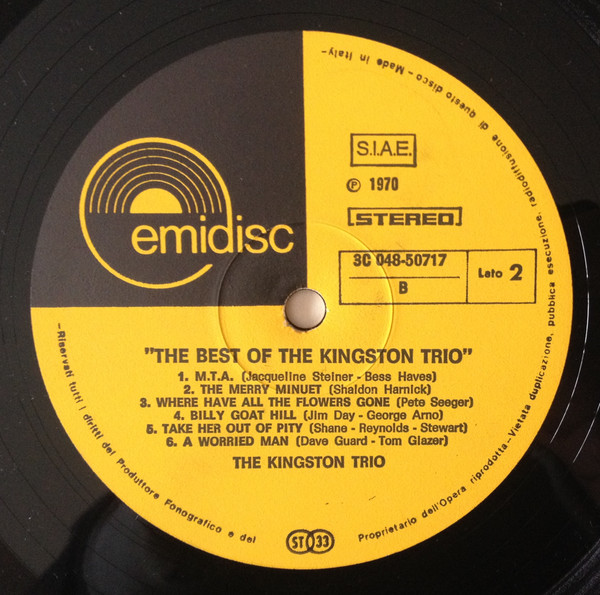 emidisc
S.I.A.E.
Ⓟ 1970
STEREO
3C 048-50717
B
Lato 2
"THE BEST OF THE KINGSTON TRIO"
1. M.T.A. (Jacqueline Steiner - Bess Haves)
2. THE MERRY MINUET (Shaldon Harnick)
3. WHERE HAVE ALL THE FLOWERS GONE (Pete Seeger)
4. BILLY GOAT HILL (Jim Day - George Arno)
5. TAKE HER OUT OF PITY (Shane - Reynolds - Stewart)
6. A WORRIED MAN (Dave Guard - Tom Glazer)
THE KINGSTON TRIO
ST 33
-Riservati tutti i diritti del Produttore Fonografico e del Proprietario dell'Opera riprodotta-Vietata duplicazione, pubblica esecuzione, radiodiffusione di questo disco - Made in Italy-